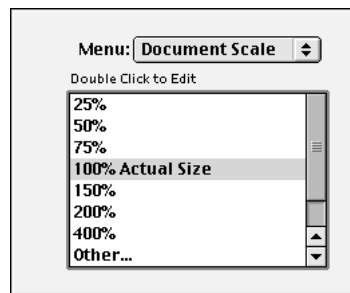 Menu: Document Scale
Double Click to Edit
25%
50%
75%
100% Actual Size
150%
200%
400%
Other...